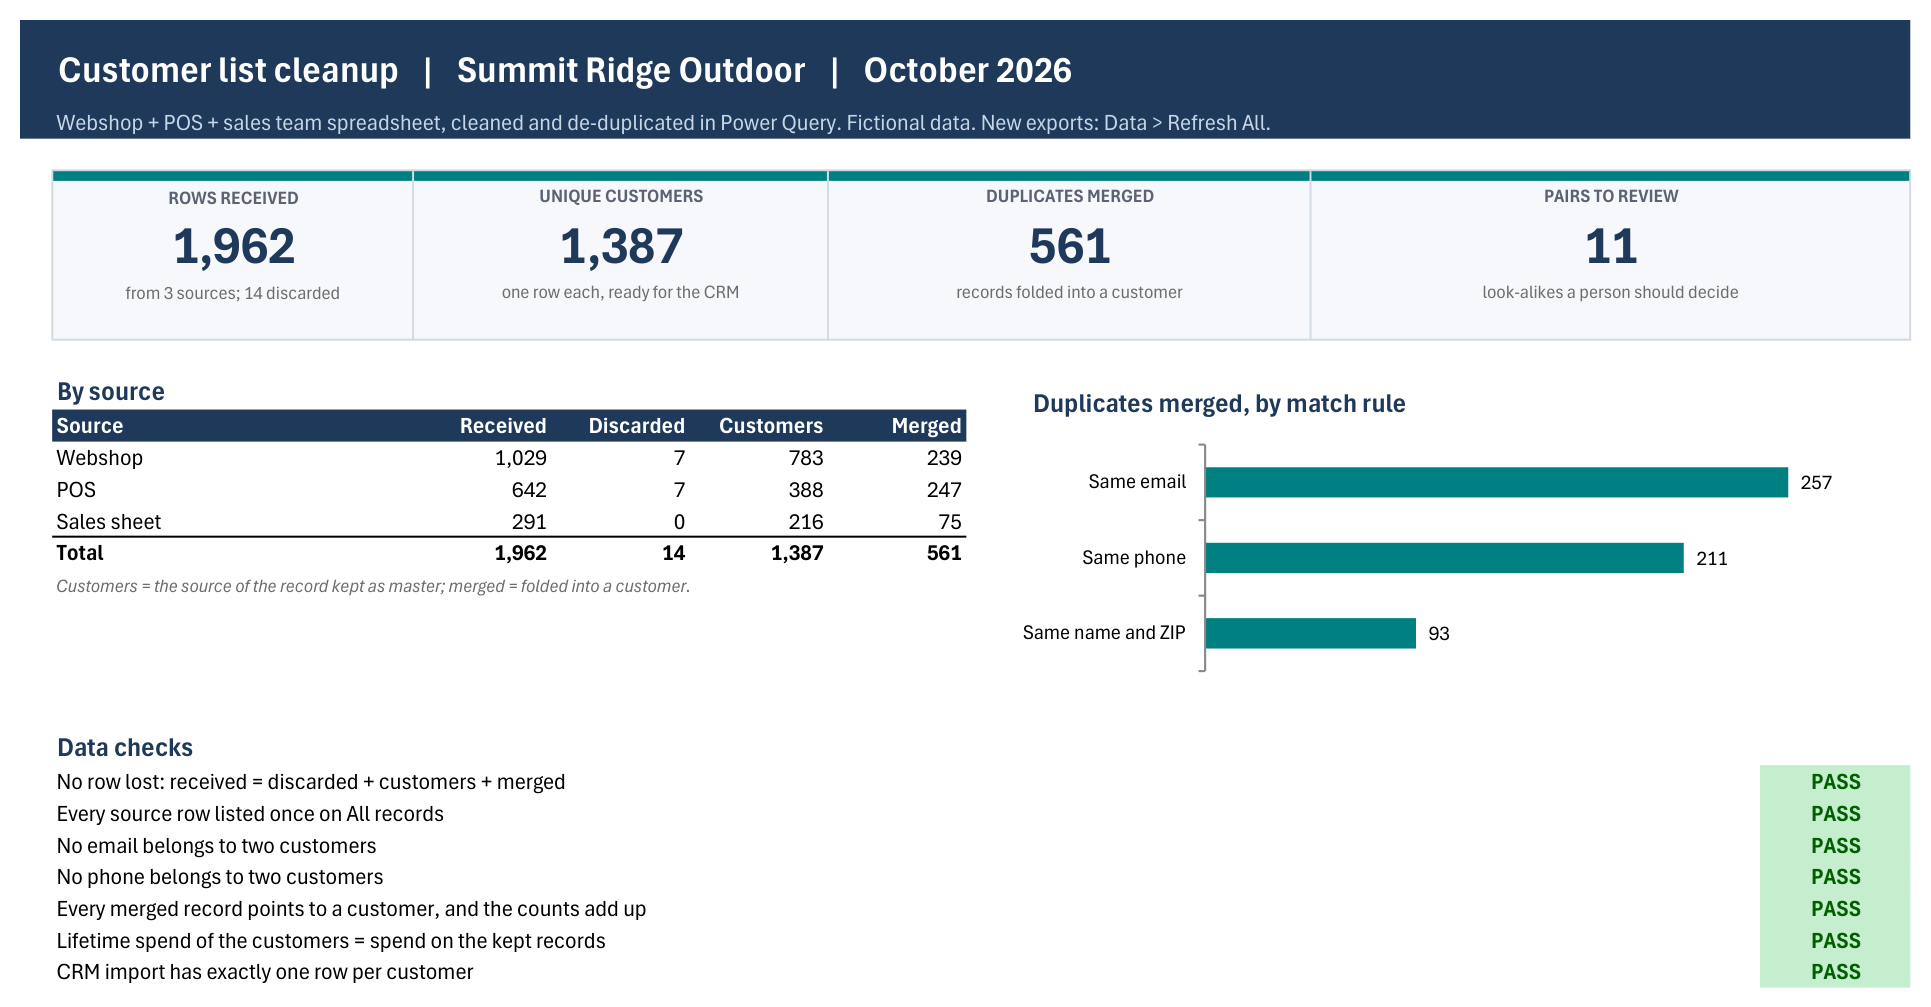 Customer list cleanup | Summit Ridge Outdoor | October 2026
Webshop + POS + sales team spreadsheet, cleaned and de-duplicated in Power Query. Fictional data. New exports: Data > Refresh All.
ROWS RECEIVED
1,962
from 3 sources; 14 discarded
UNIQUE CUSTOMERS
1,387
one row each, ready for the CRM
DUPLICATES MERGED
561
records folded into a customer
PAIRS TO REVIEW
11
look-alikes a person should decide
By source
Source Received Discarded Customers Merged
Webshop 1,029 7 783 239
POS 642 7 388 247
Sales sheet 291 0 216 75
Total 1,962 14 1,387 561
Customers = the source of the record kept as master; merged = folded into a customer.
Duplicates merged, by match rule
Same email 257
Same phone 211
Same name and ZIP 93
Data checks
No row lost: received = discarded + customers + merged PASS
Every source row listed once on All records PASS
No email belongs to two customers PASS
No phone belongs to two customers PASS
Every merged record points to a customer, and the counts add up PASS
Lifetime spend of the customers = spend on the kept records PASS
CRM import has exactly one row per customer PASS